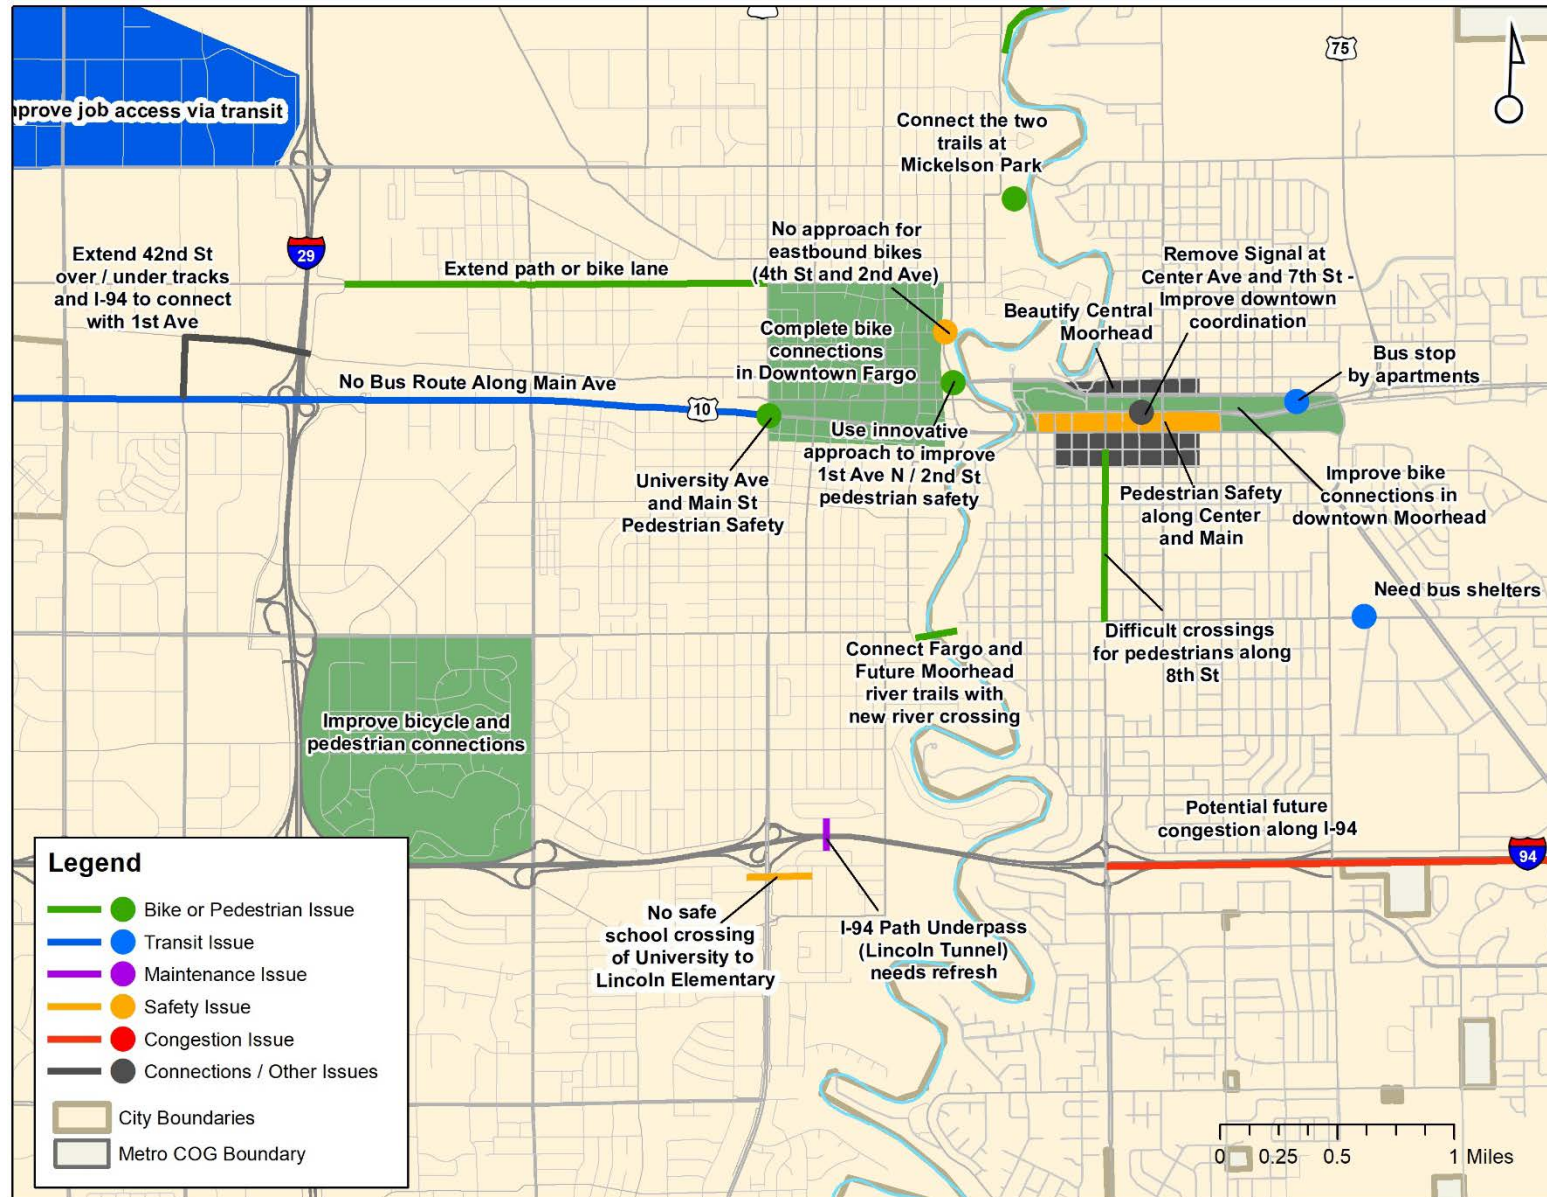 75
mprove job access via transit
Connect the two
trails at
Mickelson Park
29
Extend 42nd St
over / under tracks
and I-94 to connect
with 1st Ave
Extend path or bike lane
No approach for
eastbound bikes
(4th St and 2nd Ave)
Remove Signal at
Center Ave and 7th St -
Improve downtown
coordination
Beautify Central
Moorhead
Complete bike
connections
in Downtown Fargo
Bus stop
by apartments
No Bus Route Along Main Ave
10
Use innovative
approach to improve
1st Ave N / 2nd St
pedestrian safety
University Ave
and Main St
Pedestrian Safety
Pedestrian Safety
along Center
and Main
Improve bike
connections in
downtown Moorhead
Need bus shelters
Difficult crossings
for pedestrians along
8th St
Connect Fargo and
Future Moorhead
river trails with
new river crossing
Improve bicycle and
pedestrian connections
Potential future
congestion along I-94
94
No safe
school crossing
of University to
Lincoln Elementary
I-94 Path Underpass
(Lincoln Tunnel)
needs refresh
Legend
Bike or Pedestrian Issue
Transit Issue
Maintenance Issue
Safety Issue
Congestion Issue
Connections / Other Issues
City Boundaries
Metro COG Boundary
0 0.25 0.5 1 Miles